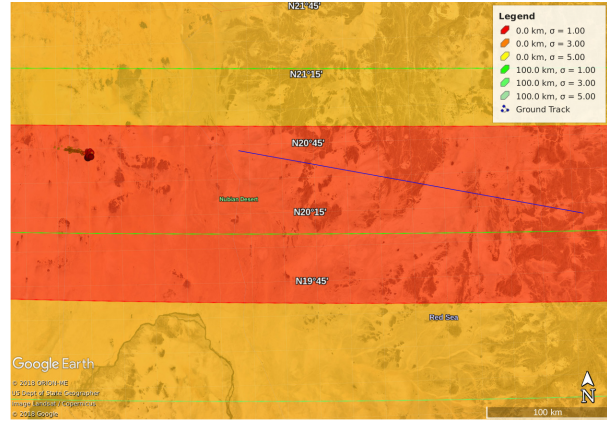 N21°45'
Legend
0.0 km, σ = 1.00
0.0 km, σ = 3.00
0.0 km, σ = 5.00
100.0 km, σ = 1.00
100.0 km, σ = 3.00
100.0 km, σ = 5.00
Ground Track
N21°15'
N20°45'
Nubian Desert
N20°15'
N19°45'
Red Sea
Google Earth
© 2018 ORION-ME
US Dept of State Geographer
Image Landsat / Copernicus
© 2018 Google
N
100 km